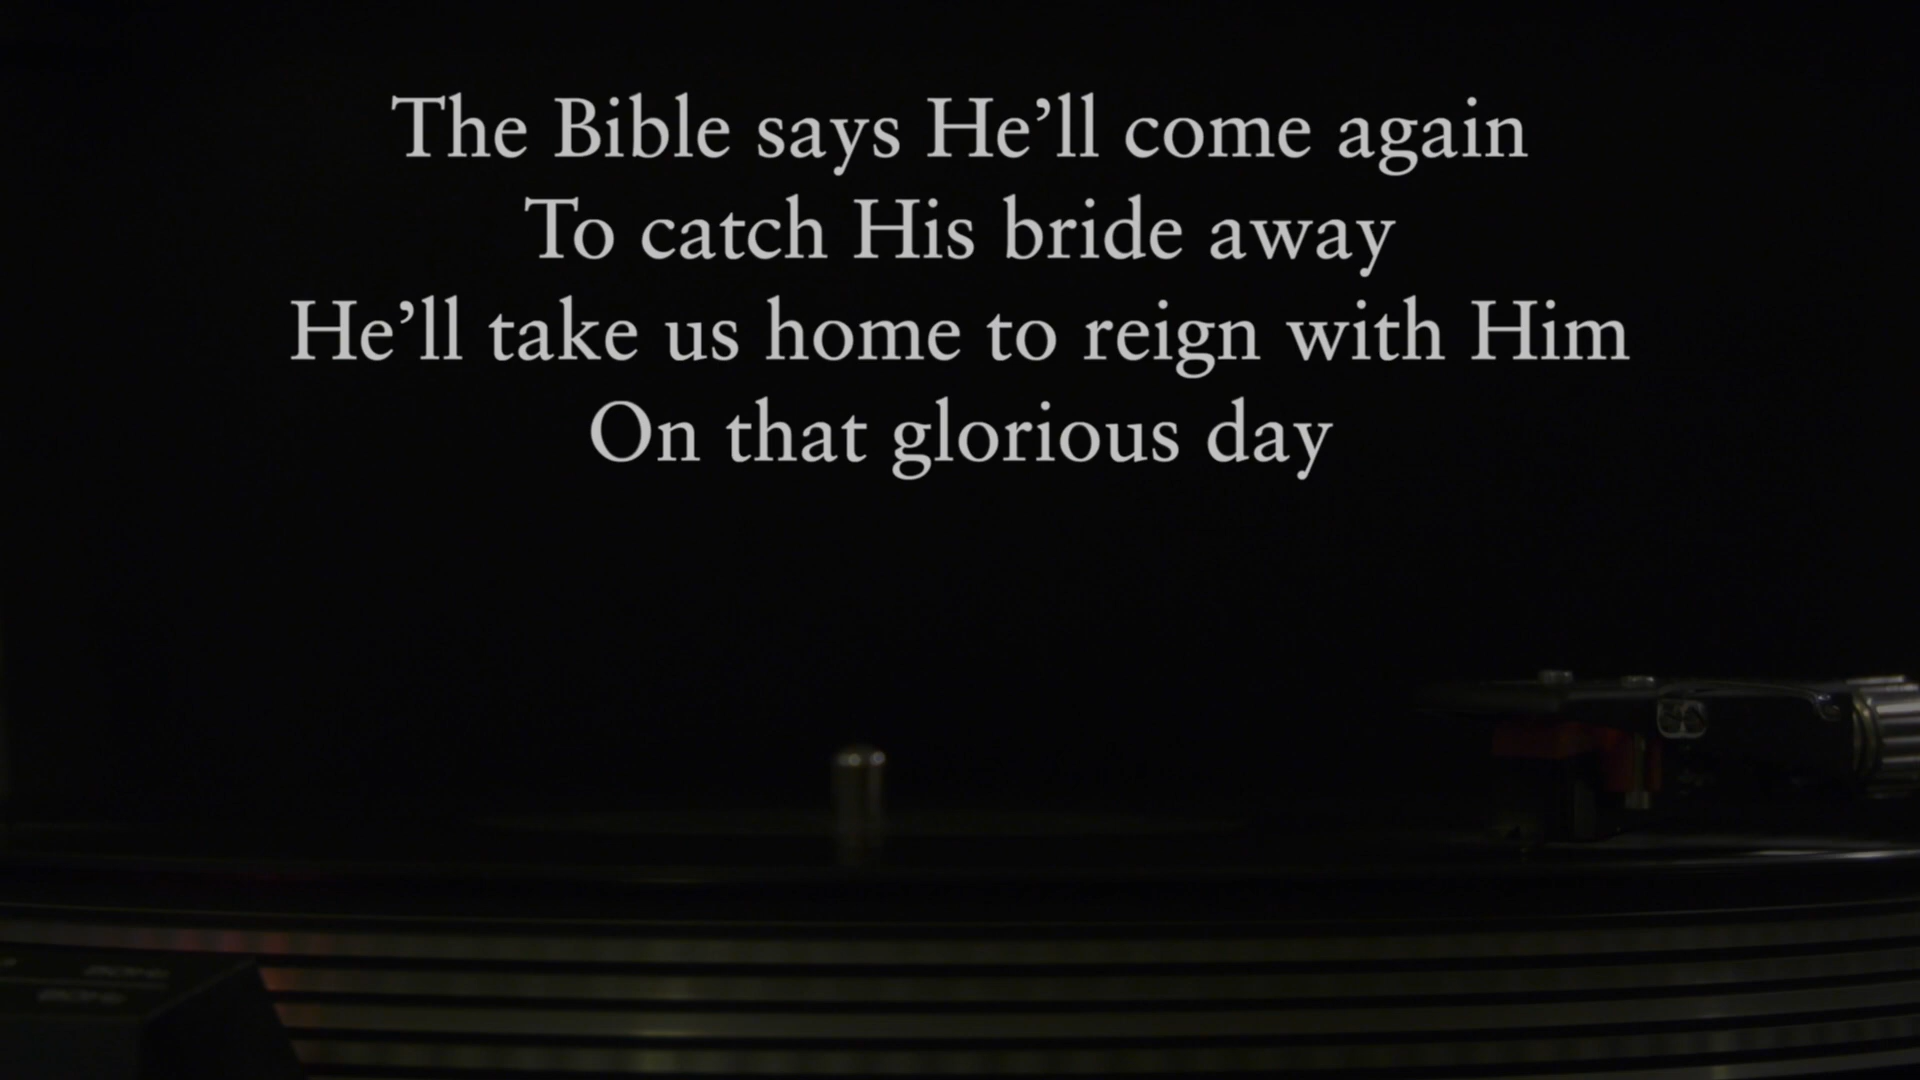 The Bible says He’ll come again
To catch His bride away
He’ll take us home to reign with Him
On that glorious day